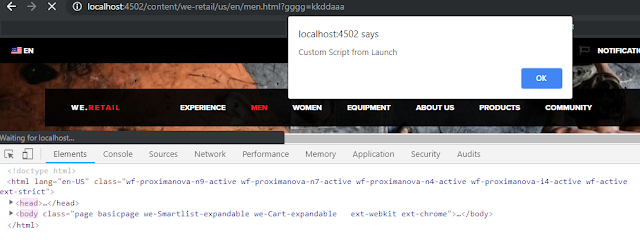 localhost:4502/content/we-retail/us/en/men.html?gggg=kkddaaa
localhost:4502 says
Custom Script from Launch
OK
EN
NOTIFICATION
WE.RETAIL
EXPERIENCE
MEN
WOMEN
EQUIPMENT
ABOUT US
PRODUCTS
COMMUNITY
Waiting for localhost...
Elements
Console
Sources
Network
Performance
Memory
Application
Security
Audits
<!doctype html>
<html lang="en-US" class="wf-proximanova-n9-active wf-proximanova-n7-active wf-proximanova-n4-active wf-proximanova-i4-active wf-active
ext-strict">
<head>…</head>
<body class="page basicpage we-Smartlist-expandable we-Cart-expandable   ext-webkit ext-chrome">…</body>
</html>